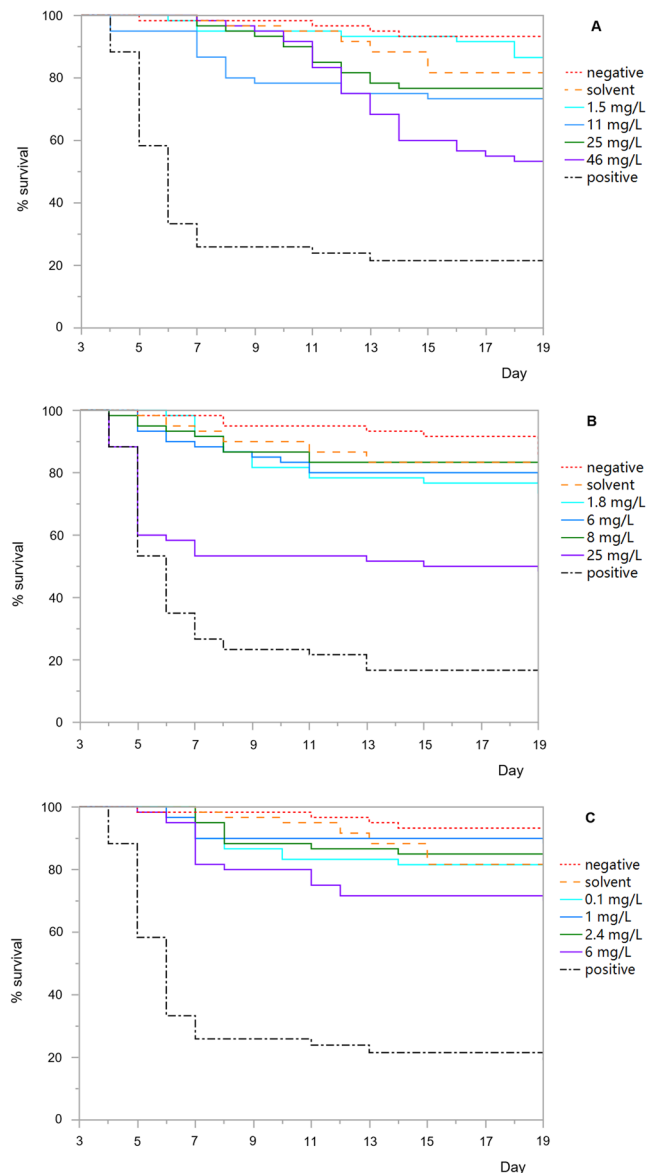 A
100
80
60
40
20
0
% survival
3 5 7 9 11 13 15 17 19
Day
negative
solvent
1.5 mg/L
11 mg/L
25 mg/L
46 mg/L
positive
B
100
80
60
40
20
0
% survival
3 5 7 9 11 13 15 17 19
Day
negative
solvent
1.8 mg/L
6 mg/L
8 mg/L
25 mg/L
positive
C
100
80
60
40
20
0
% survival
3 5 7 9 11 13 15 17 19
Day
negative
solvent
0.1 mg/L
1 mg/L
2.4 mg/L
6 mg/L
positive